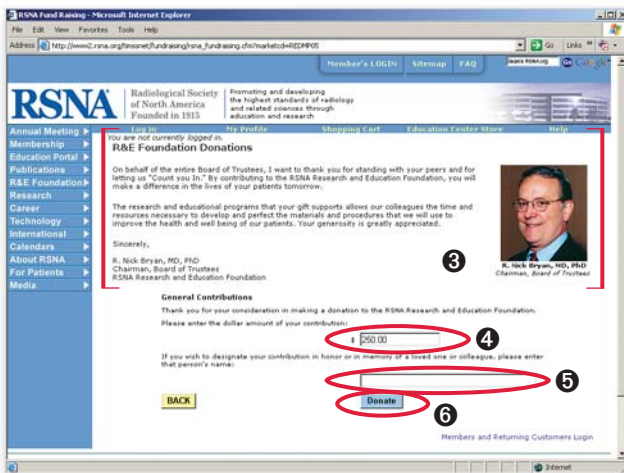 RSNA Fund Raising - Microsoft Internet Explorer
File Edit View Favorites Tools Help
Address http://www2.rsna.org/timssnet/fundraising/rsna_fundraising.cfm?marketcd=REDMP05 Go Links
Member's LOGIN Sitemap FAQ Search RSNA.org Go
RSNA
Radiological Society
of North America
Founded in 1915
Promoting and developing
the highest standards of radiology
and related sciences through
education and research
Log in My Profile Shopping Cart Education Center Store Help
Annual Meeting
Membership
Education Portal
Publications
R&E Foundation
Research
Career
Technology
International
Calendars
About RSNA
For Patients
Media
You are not currently logged in.
R&E Foundation Donations
On behalf of the entire Board of Trustees, I want to thank you for standing with your peers and for
letting us "Count you In." By contributing to the RSNA Research and Education Foundation, you will
make a difference in the lives of your patients tomorrow.
The research and educational programs that your gift supports allows our colleagues the time and
resources necessary to develop and perfect the materials and procedures that we will use to
improve the health and well being of our patients. Your generosity is greatly appreciated.
Sincerely,
R. Nick Bryan, MD, PhD
Chairman, Board of Trustees
RSNA Research and Education Foundation
R. Nick Bryan, MD, PhD
Chairman, Board of Trustees
3
General Contributions
Thank you for your consideration in making a donation to the RSNA Research and Education Foundation.
Please enter the dollar amount of your contribution:
$ 250.00 4
If you wish to designate your contribution in honor or in memory of a loved one or colleague, please enter
that person's name:
5
BACK Donate 6
Members and Returning Customers Login
Internet